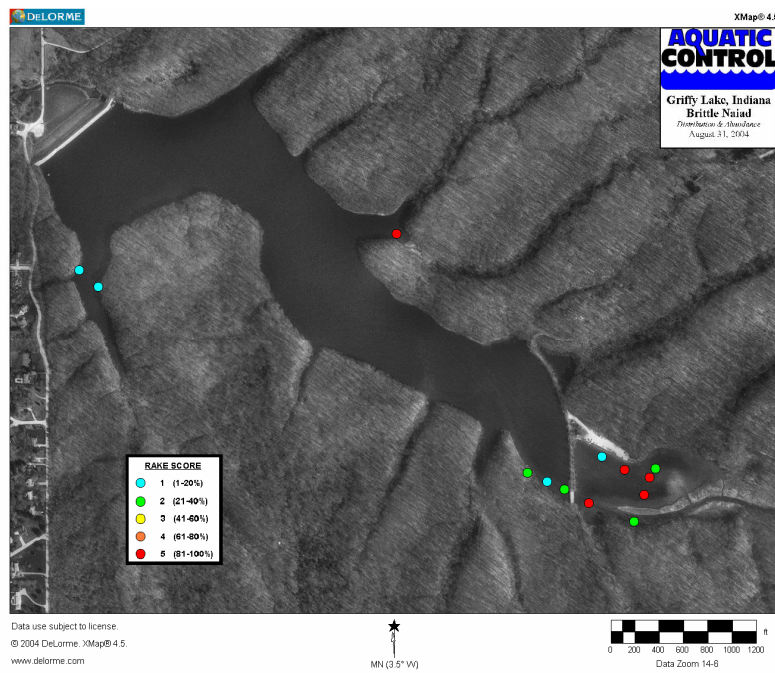 DELORME
XMap® 4.5
AQUATIC
CONTROL
Griffy Lake, Indiana
Brittle Naiad
Distribution & Abundance
August 31, 2004
RAKE SCORE
1 (1-20%)
2 (21-40%)
3 (41-60%)
4 (61-80%)
5 (81-100%)
Data use subject to license.
© 2004 DeLorme. XMap® 4.5.
www.delorme.com
MN (3.5° W)
ft
0 200 400 600 800 1000 1200
Data Zoom 14-6